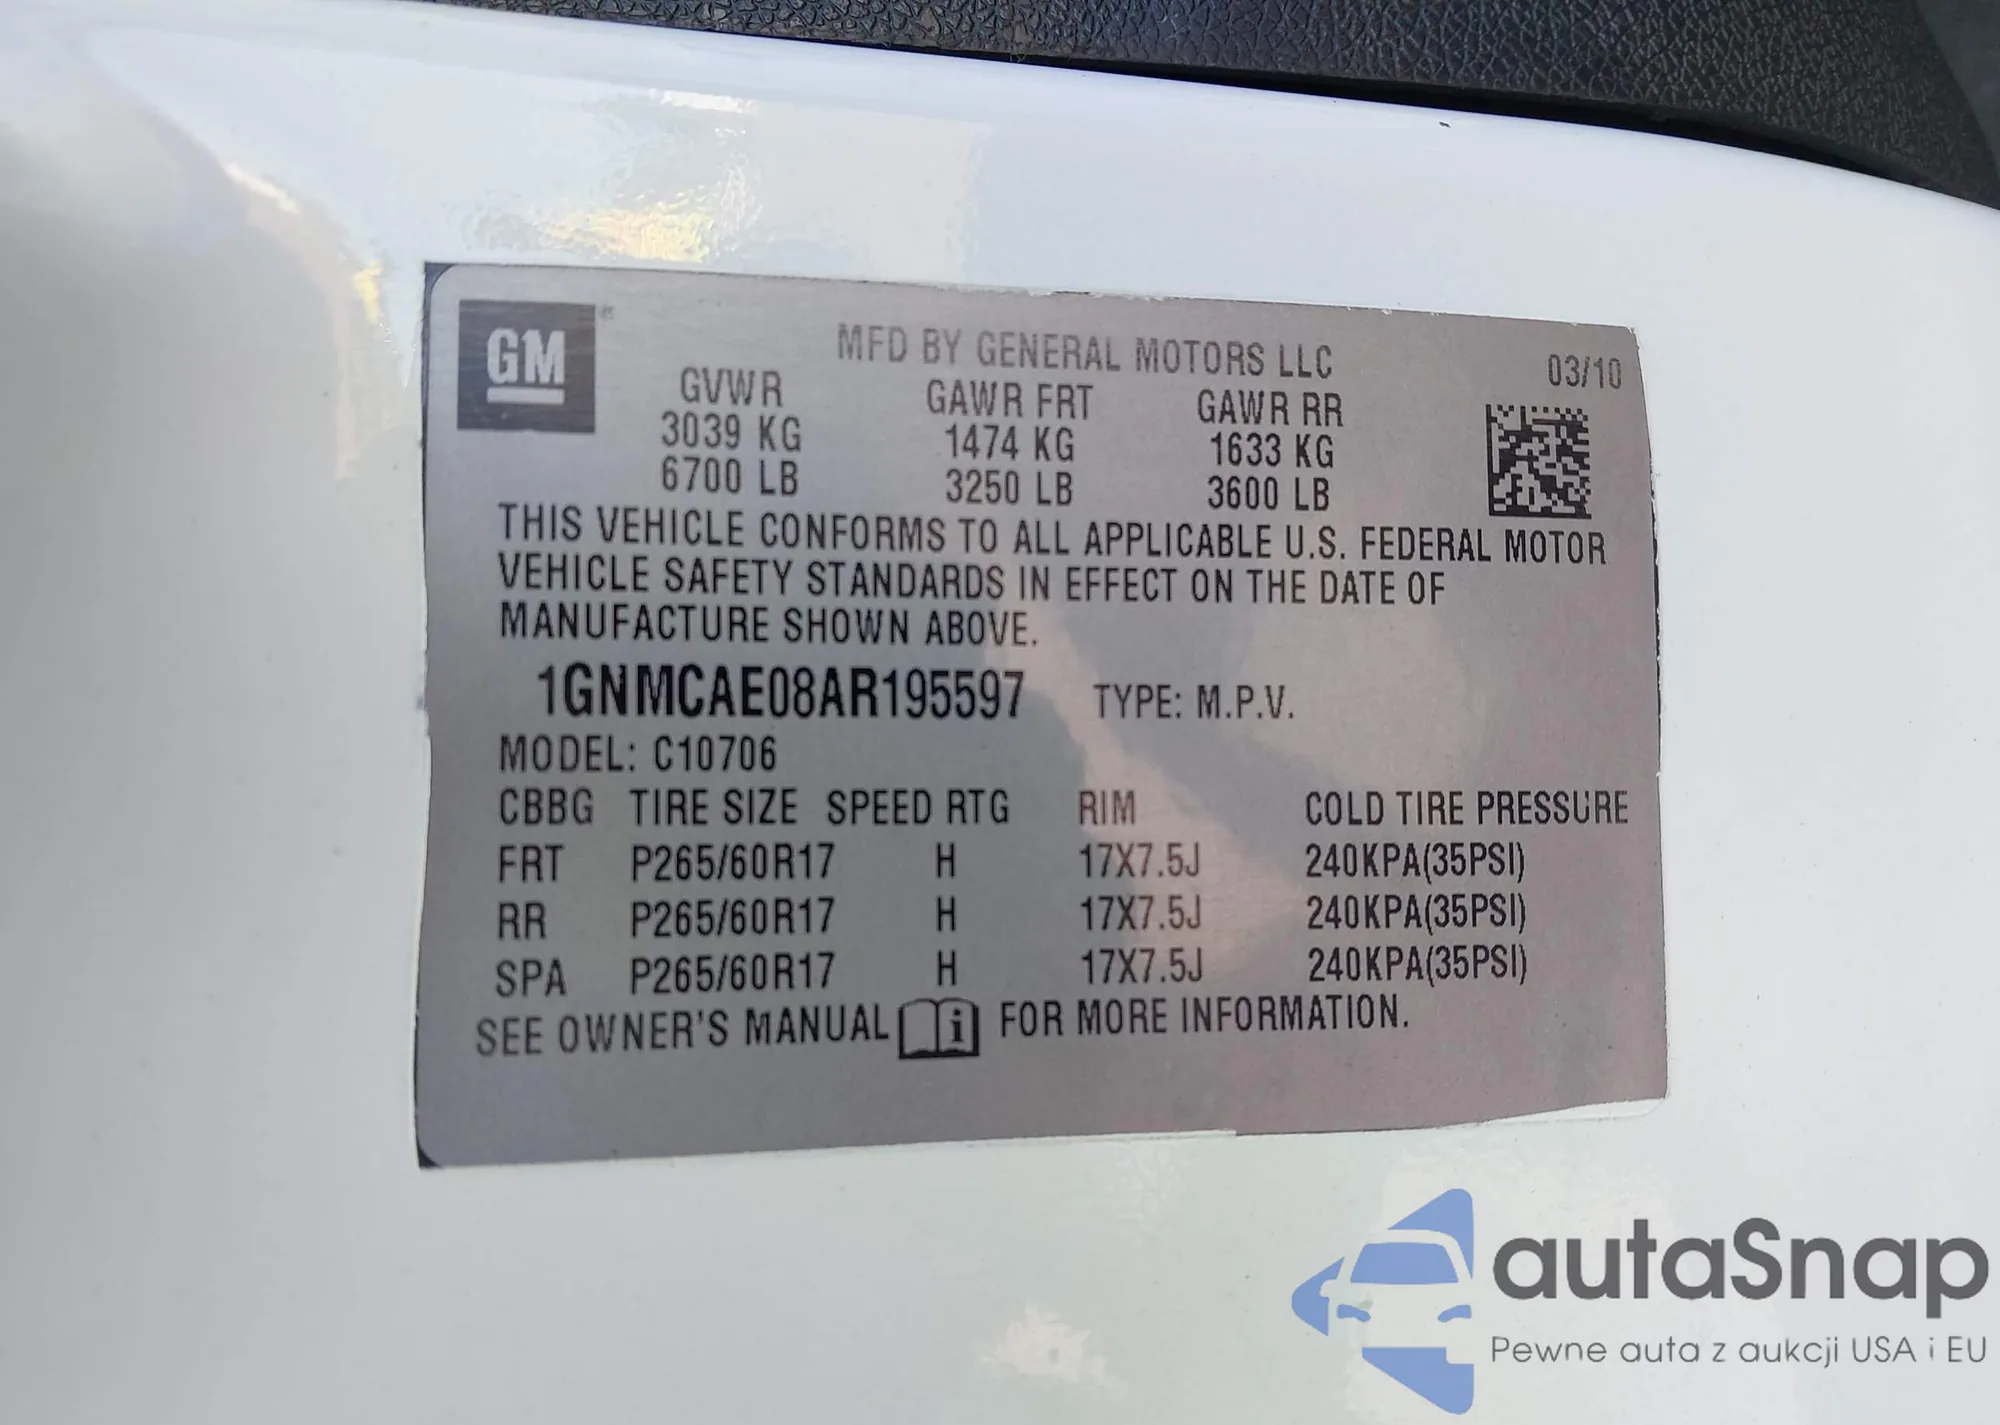 GM
MFD BY GENERAL MOTORS LLC 03/10
GVWR GAWR FRT GAWR RR
3039 KG 1474 KG 1633 KG
6700 LB 3250 LB 3600 LB
THIS VEHICLE CONFORMS TO ALL APPLICABLE U.S. FEDERAL MOTOR
VEHICLE SAFETY STANDARDS IN EFFECT ON THE DATE OF
MANUFACTURE SHOWN ABOVE.
1GNMCAE08AR195597 TYPE: M.P.V.
MODEL: C10706
CBBG TIRE SIZE SPEED RTG RIM COLD TIRE PRESSURE
FRT P265/60R17 H 17X7.5J 240KPA(35PSI)
RR P265/60R17 H 17X7.5J 240KPA(35PSI)
SPA P265/60R17 H 17X7.5J 240KPA(35PSI)
SEE OWNER'S MANUAL i FOR MORE INFORMATION.
autaSnap
Pewne auta z aukcji USA i EU